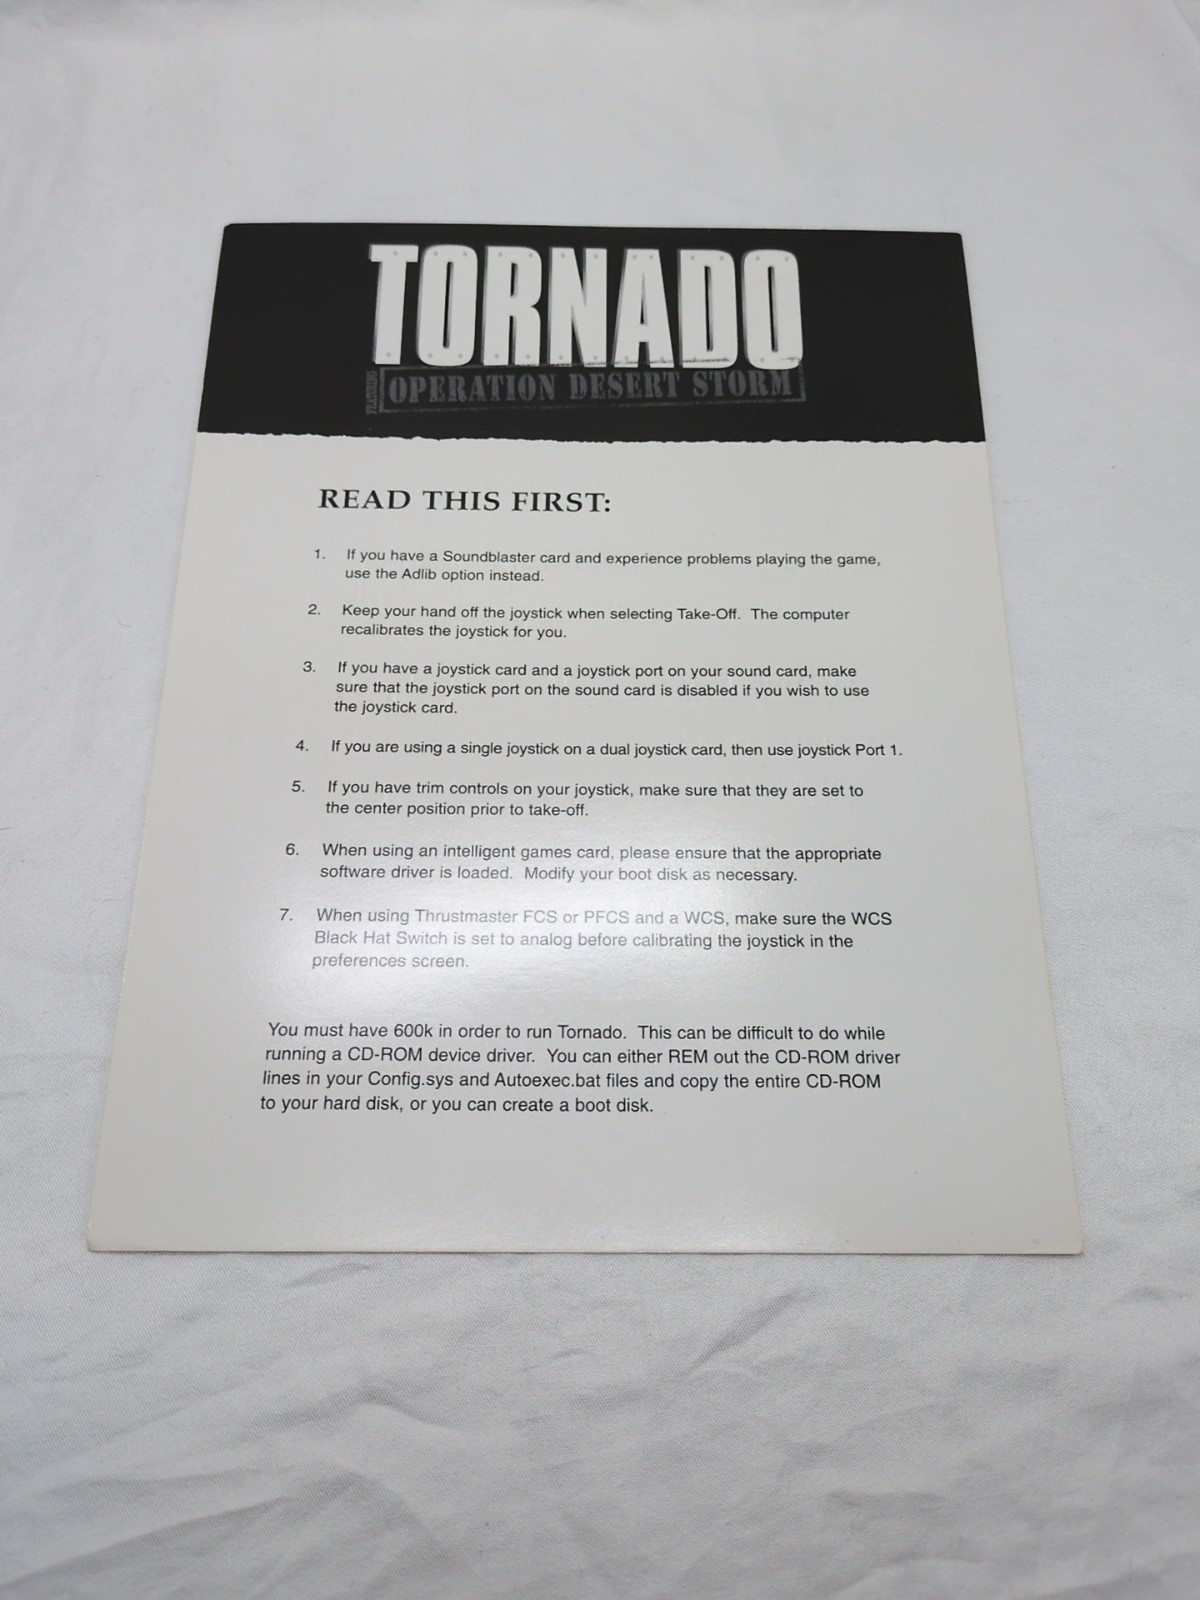 TORNADO
FEATURING
OPERATION DESERT STORM
READ THIS FIRST:
1. If you have a Soundblaster card and experience problems playing the game,
use the Adlib option instead.
2. Keep your hand off the joystick when selecting Take-Off. The computer
recalibrates the joystick for you.
3. If you have a joystick card and a joystick port on your sound card, make
sure that the joystick port on the sound card is disabled if you wish to use
the joystick card.
4. If you are using a single joystick on a dual joystick card, then use joystick Port 1.
5. If you have trim controls on your joystick, make sure that they are set to
the center position prior to take-off.
6. When using an intelligent games card, please ensure that the appropriate
software driver is loaded. Modify your boot disk as necessary.
7. When using Thrustmaster FCS or PFCS and a WCS, make sure the WCS
Black Hat Switch is set to analog before calibrating the joystick in the
preferences screen.
You must have 600k in order to run Tornado. This can be difficult to do while
running a CD-ROM device driver. You can either REM out the CD-ROM driver
lines in your Config.sys and Autoexec.bat files and copy the entire CD-ROM
to your hard disk, or you can create a boot disk.